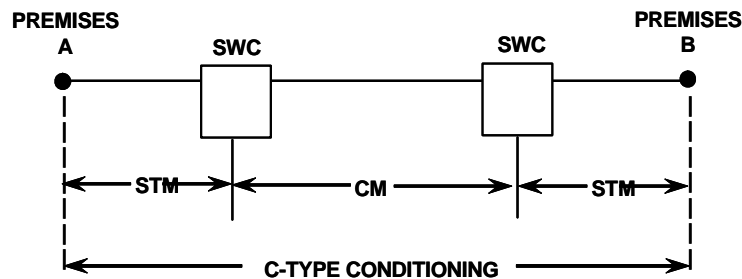 PREMISES
A
SWC
SWC
PREMISES
B
STM
CM
STM
C-TYPE CONDITIONING